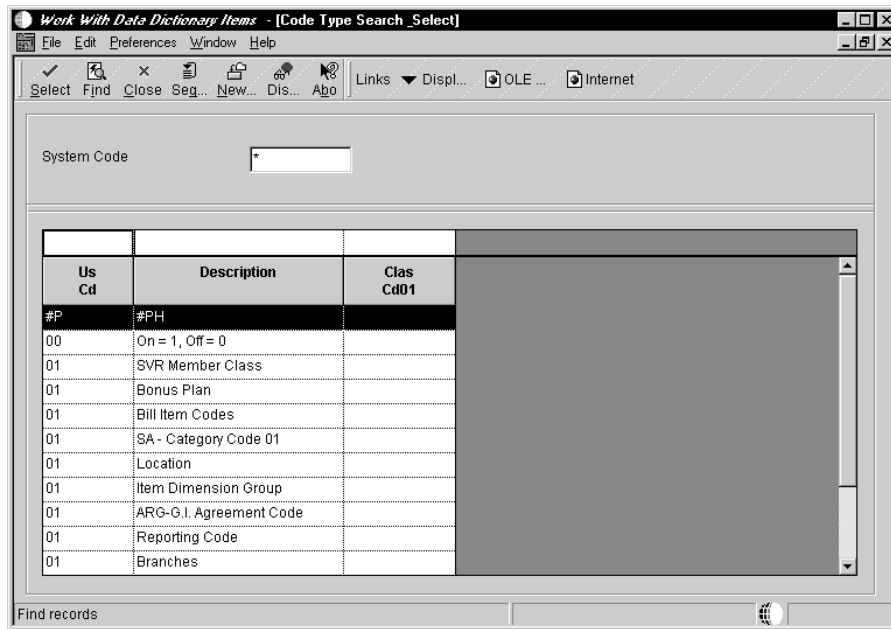 Work With Data Dictionary Items - [Code Type Search _Select]
File Edit Preferences Window Help
Select Find Close Seq... New... Dis... Abo Links Displ... OLE ... Internet
System Code *
Us Cd Description Clas Cd01
#P #PH
00 On = 1, Off = 0
01 SVR Member Class
01 Bonus Plan
01 Bill Item Codes
01 SA - Category Code 01
01 Location
01 Item Dimension Group
01 ARG-G.I. Agreement Code
01 Reporting Code
01 Branches
Find records